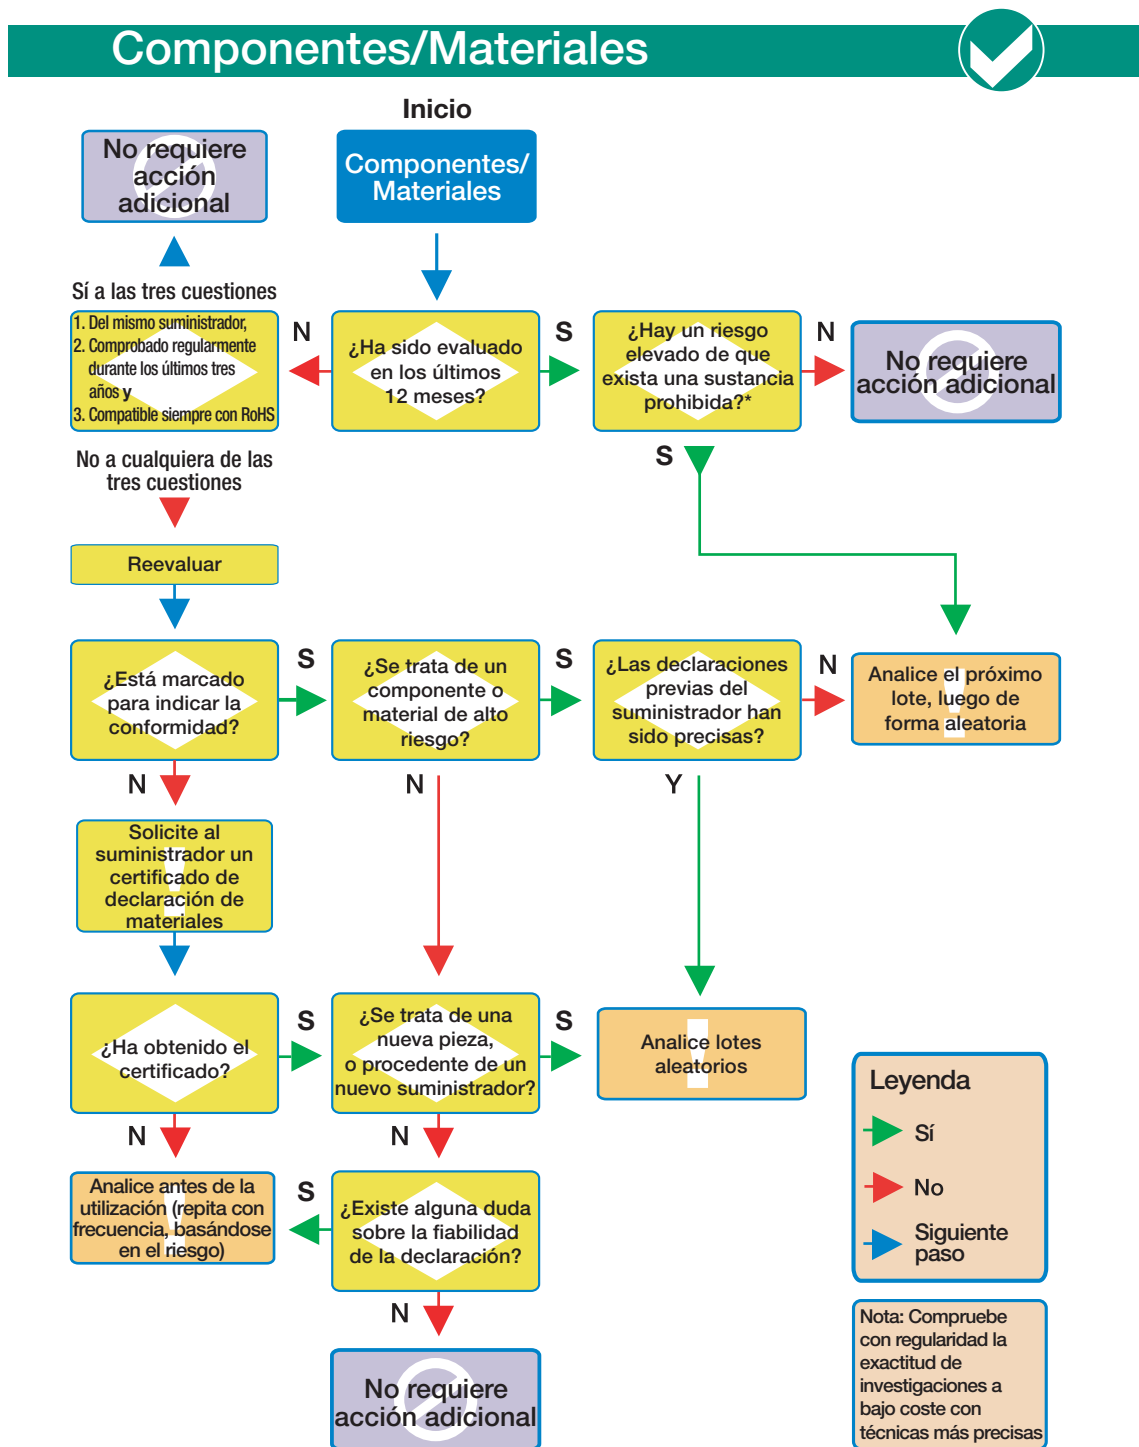 Componentes/Materiales
Inicio
No requiere
acción
adicional
Componentes/
Materiales
Sí a las tres cuestiones
1. Del mismo suministrador,
2. Comprobado regularmente
durante los últimos tres
años y
3. Compatible siempre con RoHS
N
¿Ha sido evaluado
en los últimos
12 meses?
S
¿Hay un riesgo
elevado de que
exista una sustancia
prohibida?*
N
No requiere
acción adicional
No a cualquiera de las
tres cuestiones
S
Reevaluar
¿Está marcado
para indicar la
conformidad?
S
¿Se trata de un
componente o
material de alto
riesgo?
S
¿Las declaraciones
previas del
suministrador han
sido precisas?
N
Analice el próximo
lote, luego de
forma aleatoria
N
N
Y
Solicite al
suministrador un
certificado de
declaración de
materiales
¿Ha obtenido el
certificado?
S
¿Se trata de una
nueva pieza,
o procedente de un
nuevo suministrador?
S
Analice lotes
aleatorios
N
N
Analice antes de la
utilización (repita con
frecuencia, basándose
en el riesgo)
S
¿Existe alguna duda
sobre la fiabilidad
de la declaración?
N
No requiere
acción adicional
Leyenda
Sí
No
Siguiente
paso
Nota: Compruebe
con regularidad la
exactitud de
investigaciones a
bajo coste con
técnicas más precisas